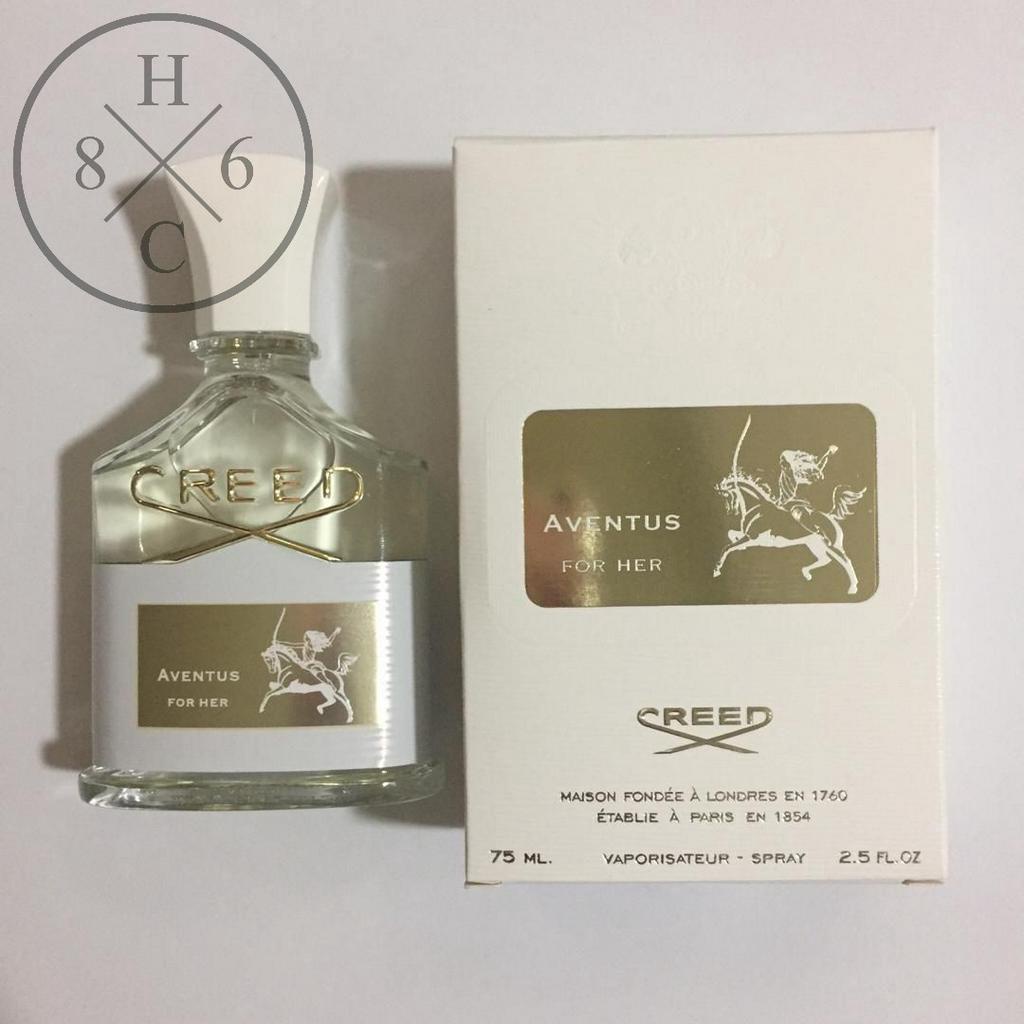 H
8 6
C
CREED
AVENTUS
FOR HER
AVENTUS
FOR HER
CREED
MAISON FONDÉE À LONDRES EN 1760
ÉTABLIE À PARIS EN 1854
75 ML. VAPORISATEUR - SPRAY 2.5 FL.OZ